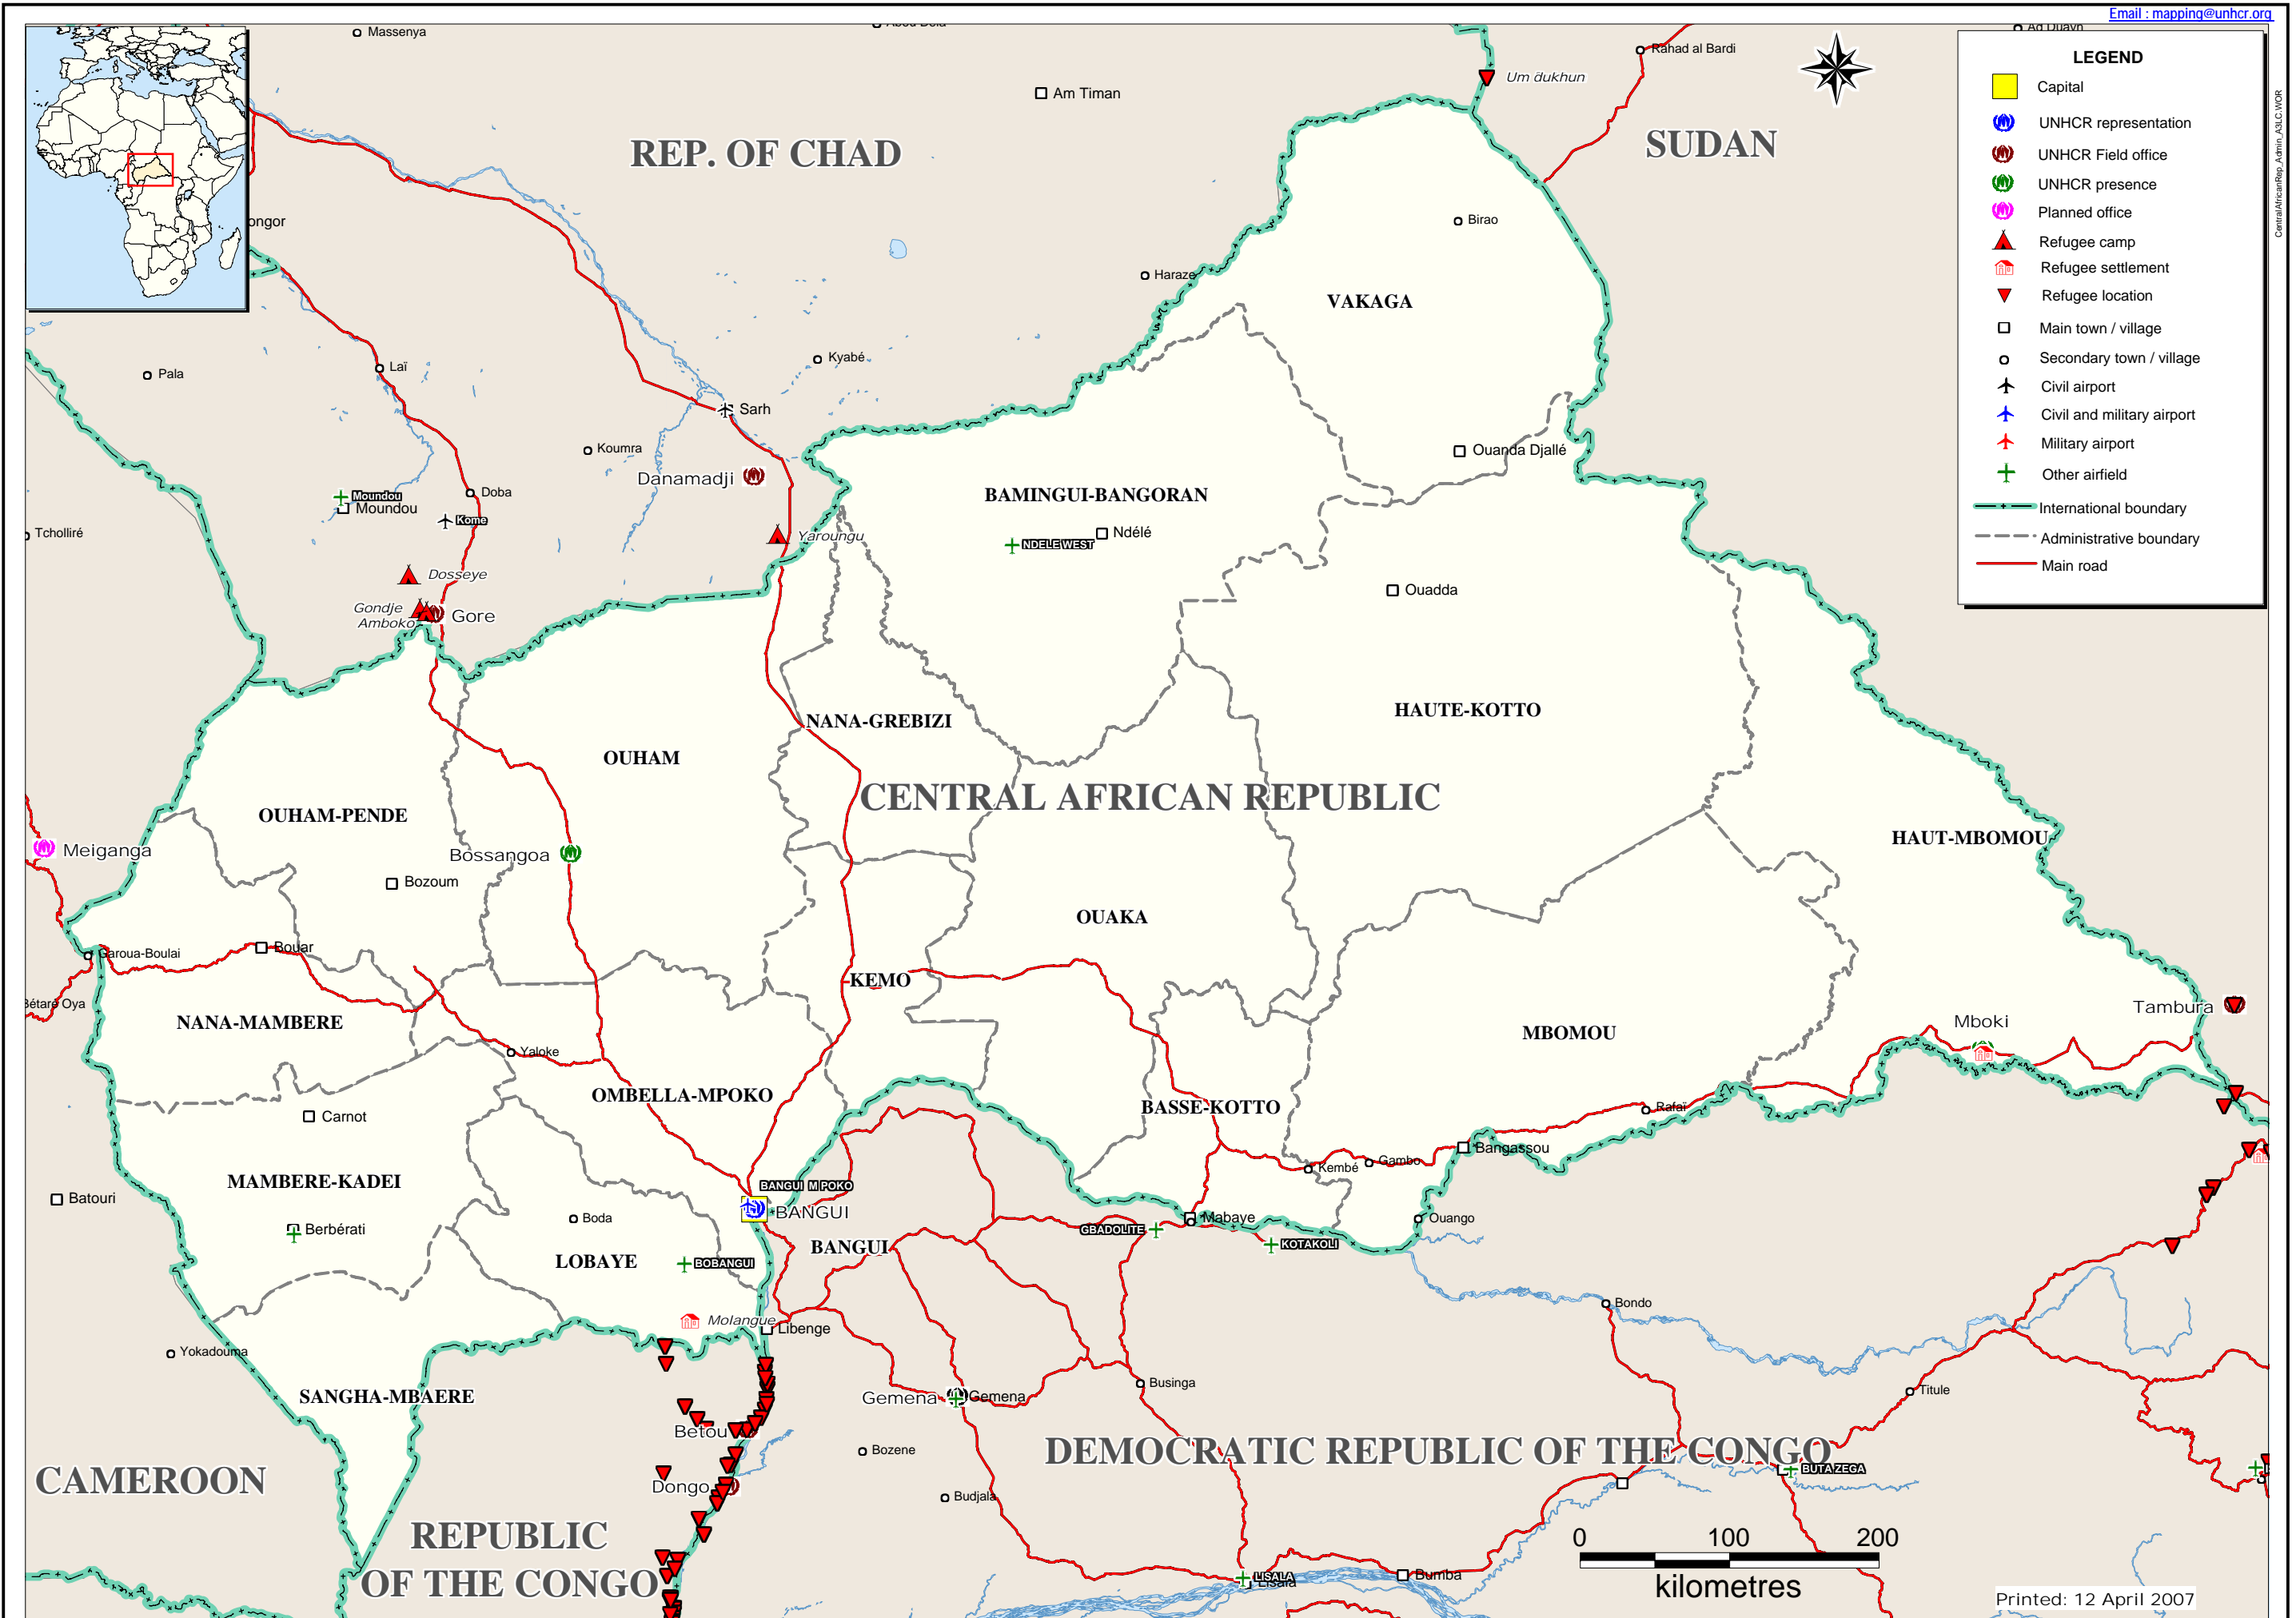 Email : mapping@unhcr.org
CentralAfricanRep_Admin_A3LC.WOR
LEGEND
Capital
UNHCR representation
UNHCR Field office
UNHCR presence
Planned office
Refugee camp
Refugee settlement
Refugee location
Main town / village
Secondary town / village
Civil airport
Civil and military airport
Military airport
Other airfield
International boundary
Administrative boundary
Main road
Massenya
Rahad al Bardi
Um dukhun
Am Timan
REP. OF CHAD
SUDAN
ongor
Birao
Haraze
VAKAGA
Kyabé
Laï
Pala
Sarh
Koumra
Ouanda Djallé
Danamadji
Doba
Moundou
Moundou
BAMINGUI-BANGORAN
Kome
Tcholliré
Yaroungu
Ndélé
NDELE WEST
Dosseye
Ouadda
Gondje
Amboko
Gore
HAUTE-KOTTO
NANA-GREBIZI
OUHAM
CENTRAL AFRICAN REPUBLIC
OUHAM-PENDE
HAUT-MBOMOU
Meiganga
Bossangoa
Bozoum
OUAKA
Bouar
Garoua-Boulai
KEMO
Bétaré Oya
Tambura
NANA-MAMBERE
Mboki
MBOMOU
Yaloke
OMBELLA-MPOKO
BASSE-KOTTO
Rafaï
Carnot
Bangassou
Gambo
Kembé
MAMBERE-KADEI
BANGUI M POKO
Batouri
BANGUI
Boda
Mabaye
Ouango
Berbérati
GBADOLITE
KOTAKOLI
BANGUI
LOBAYE
BOBANGUI
Bondo
Molangue
Libenge
Yokadouma
Businga
SANGHA-MBAERE
Gemena
Gemena
Titule
Betou
Bozene
DEMOCRATIC REPUBLIC OF THE CONGO
BUTA ZEGA
CAMEROON
Dongo
Budjala
REPUBLIC
OF THE CONGO
0 100 200
kilometres
LISALA
Lisala
Bumba
Printed: 12 April 2007